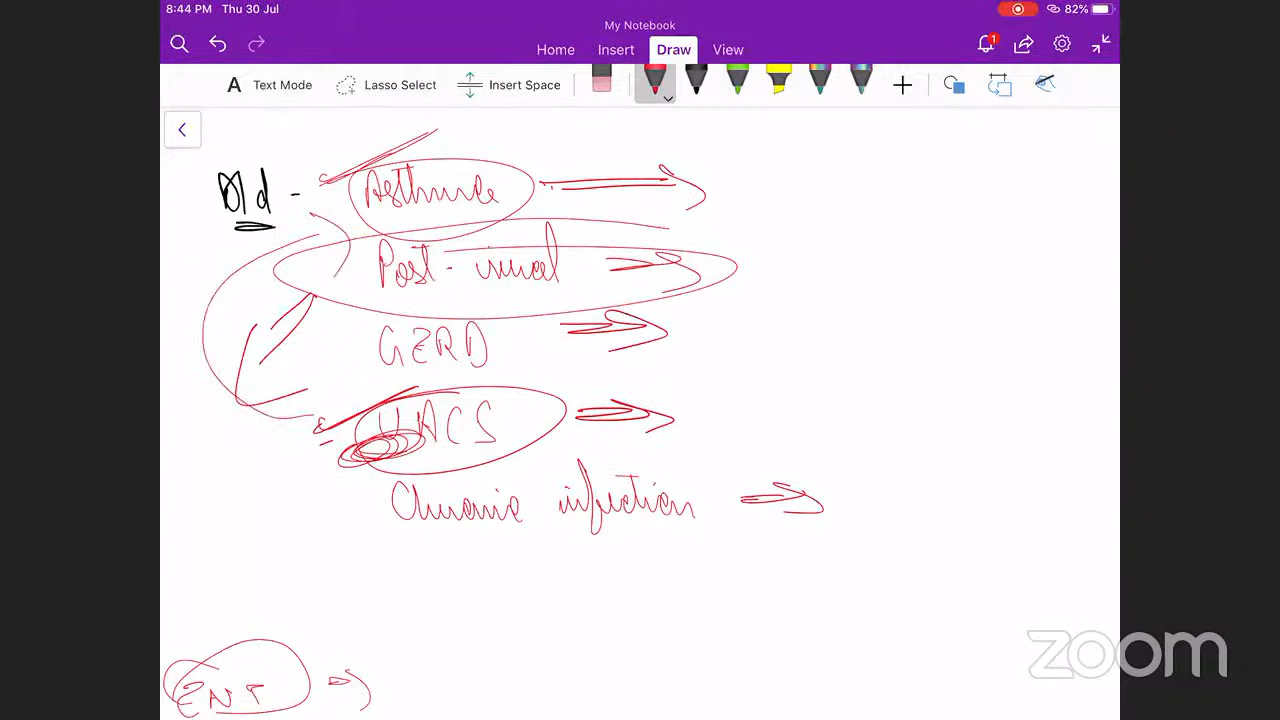 8:44 PM Thu 30 Jul 82%
My Notebook
Home Insert Draw View
1
A Text Mode Lasso Select Insert Space
Old - Asthma
Post-viral
GERD
UACS
Chronic infection
ENT
zoom